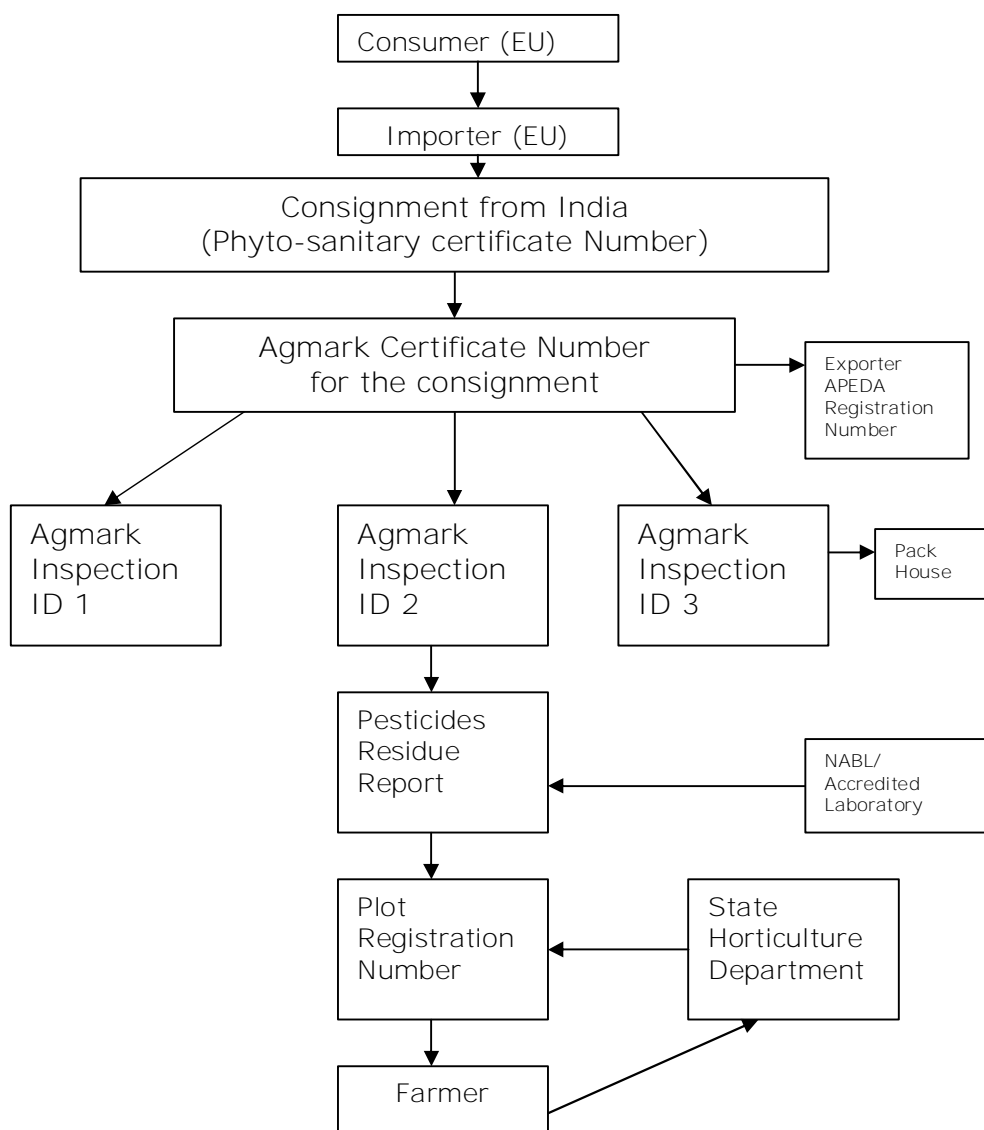 Consumer (EU)
Importer (EU)
Consignment from India
(Phyto-sanitary certificate Number)
Agmark Certificate Number
for the consignment
Exporter
APEDA
Registration
Number
Agmark
Inspection
ID 1
Agmark
Inspection
ID 2
Agmark
Inspection
ID 3
Pack
House
Pesticides
Residue
Report
NABL/
Accredited
Laboratory
Plot
Registration
Number
State
Horticulture
Department
Farmer